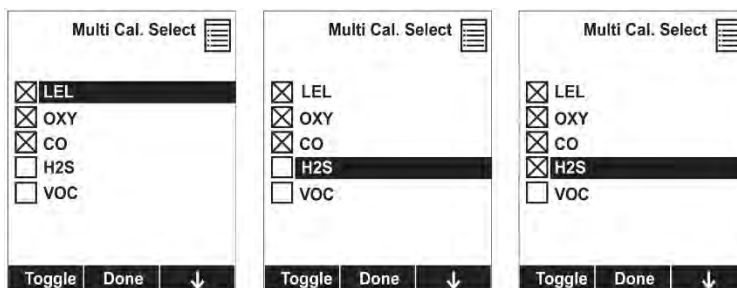 Multi Cal. Select
LEL
OXY
CO
H2S
VOC
Toggle Done ↓
Multi Cal. Select
LEL
OXY
CO
H2S
VOC
Toggle Done ↓
Multi Cal. Select
LEL
OXY
CO
H2S
VOC
Toggle Done ↓